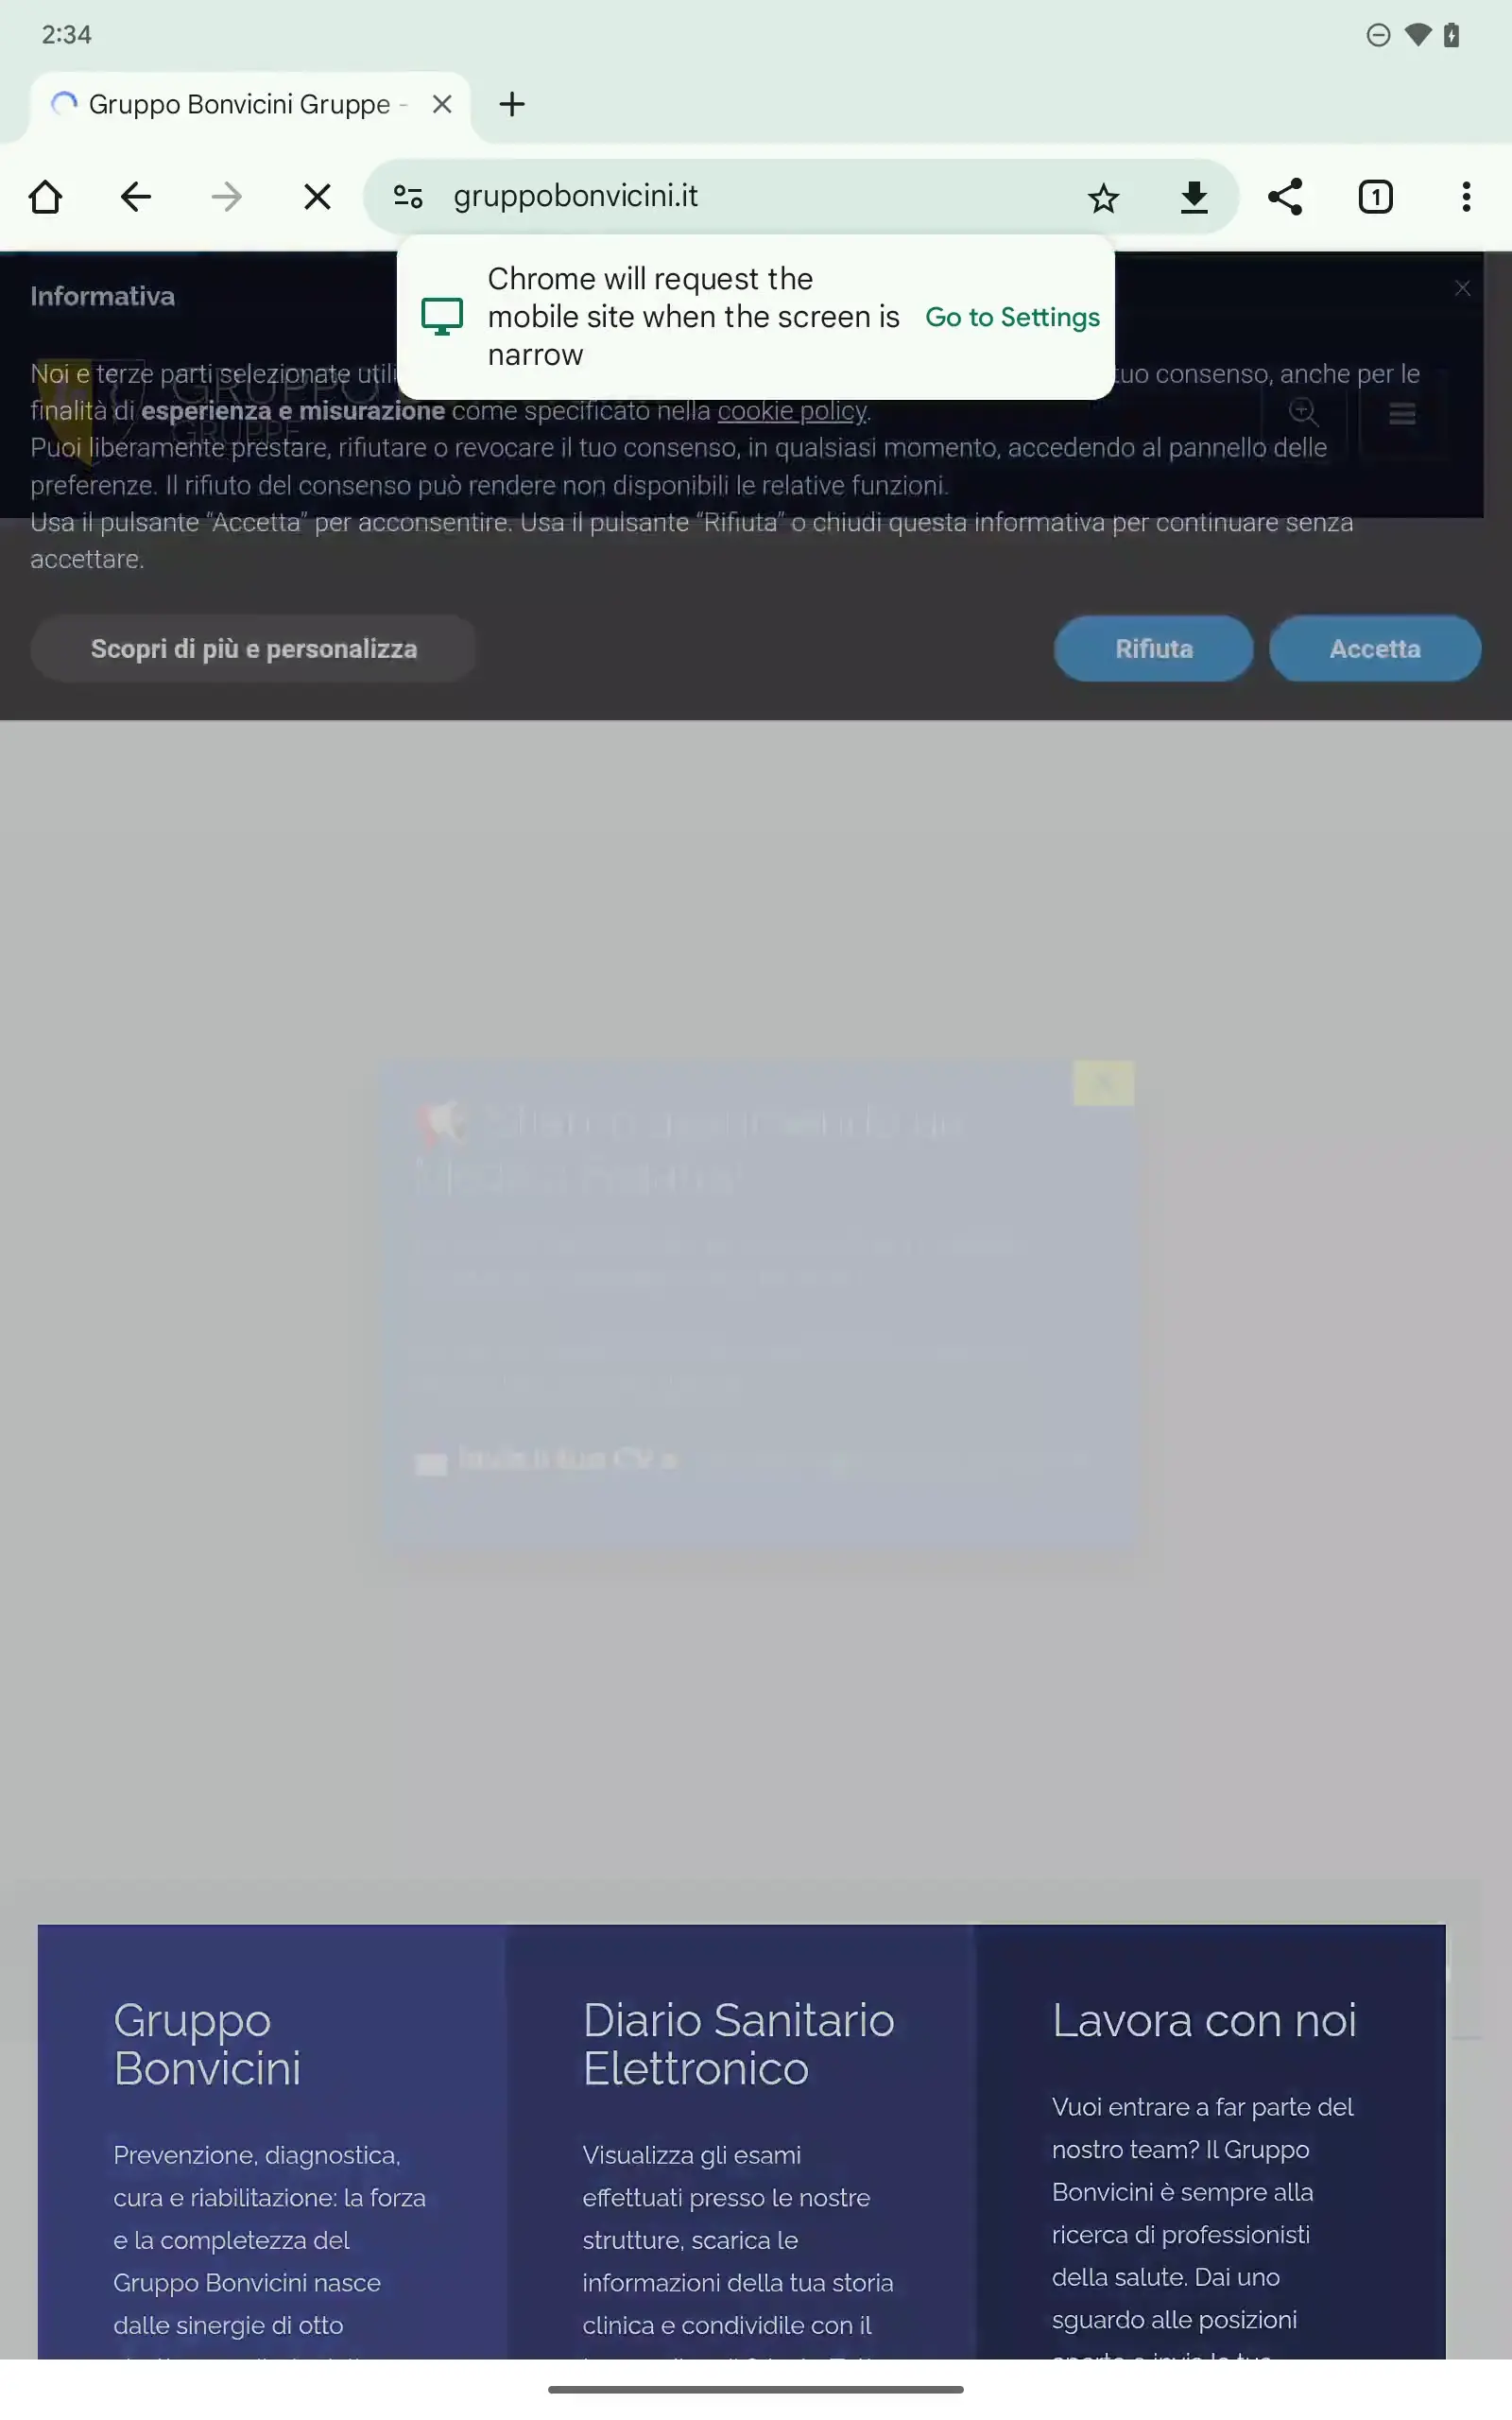 2:34
Gruppo Bonvicini Gruppe -
gruppobonvicini.it
1
Chrome will request the
mobile site when the screen is
narrow
Go to Settings
Informativa
Noi e terze parti selezionate utili
tuo consenso, anche per le
finalità di esperienza e misurazione come specificato nella cookie policy.
GRUPPO
GRUPPE
Puoi liberamente prestare, rifiutare o revocare il tuo consenso, in qualsiasi momento, accedendo al pannello delle
preferenze. Il rifiuto del consenso può rendere non disponibili le relative funzioni.
Usa il pulsante “Accetta” per acconsentire. Usa il pulsante “Rifiuta” o chiudi questa informativa per continuare senza
accettare.
Scopri di più e personalizza
Rifiuta
Accetta
Invia il tuo CV a
Gruppo
Bonvicini
Prevenzione, diagnostica,
cura e riabilitazione: la forza
e la completezza del
Gruppo Bonvicini nasce
dalle sinergie di otto
Diario Sanitario
Elettronico
Visualizza gli esami
effettuati presso le nostre
strutture, scarica le
informazioni della tua storia
clinica e condividile con il
Lavora con noi
Vuoi entrare a far parte del
nostro team? Il Gruppo
Bonvicini è sempre alla
ricerca di professionisti
della salute. Dai uno
sguardo alle posizioni